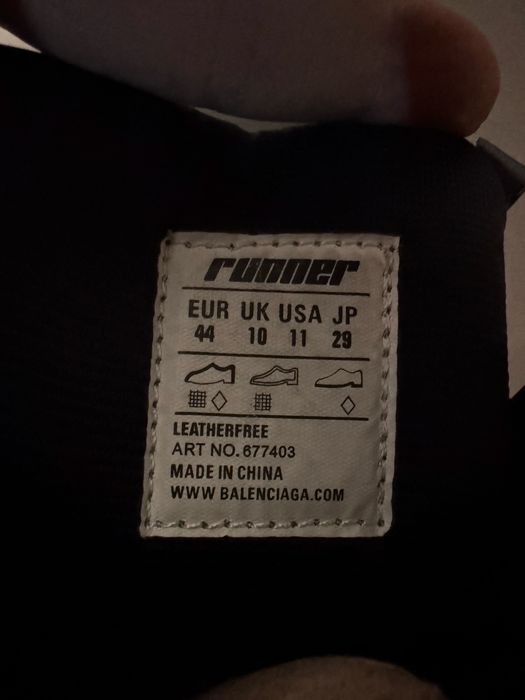 runner
EUR UK USA JP
44 10 11 29
LEATHERFREE
ART NO. 677403
MADE IN CHINA
WWW BALENCIAGA.COM